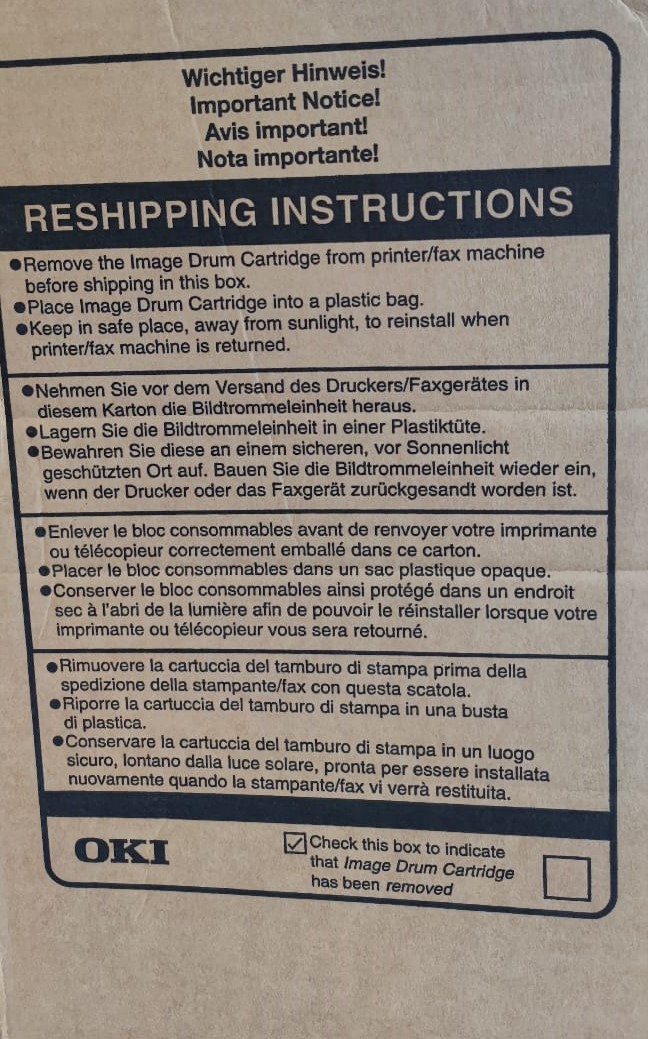 Wichtiger Hinweis!
Important Notice!
Avis important!
Nota importante!
RESHIPPING INSTRUCTIONS
●Remove the Image Drum Cartridge from printer/fax machine
before shipping in this box.
●Place Image Drum Cartridge into a plastic bag.
●Keep in safe place, away from sunlight, to reinstall when
printer/fax machine is returned.
●Nehmen Sie vor dem Versand des Druckers/Faxgerätes in
diesem Karton die Bildtrommeleinheit heraus.
●Lagern Sie die Bildtrommeleinheit in einer Plastiktüte.
●Bewahren Sie diese an einem sicheren, vor Sonnenlicht
geschützten Ort auf. Bauen Sie die Bildtrommeleinheit wieder ein,
wenn der Drucker oder das Faxgerät zurückgesandt worden ist.
●Enlever le bloc consommables avant de renvoyer votre imprimante
ou télécopieur correctement emballé dans ce carton.
●Placer le bloc consommables dans un sac plastique opaque.
●Conserver le bloc consommables ainsi protégé dans un endroit
sec à l'abri de la lumière afin de pouvoir le réinstaller lorsque votre
imprimante ou télécopieur vous sera retourné.
●Rimuovere la cartuccia del tamburo di stampa prima della
spedizione della stampante/fax con questa scatola.
●Riporre la cartuccia del tamburo di stampa in una busta
di plastica.
●Conservare la cartuccia del tamburo di stampa in un luogo
sicuro, lontano dalla luce solare, pronta per essere installata
nuovamente quando la stampante/fax vi verrà restituita.
OKI
☑Check this box to indicate
that Image Drum Cartridge
has been removed